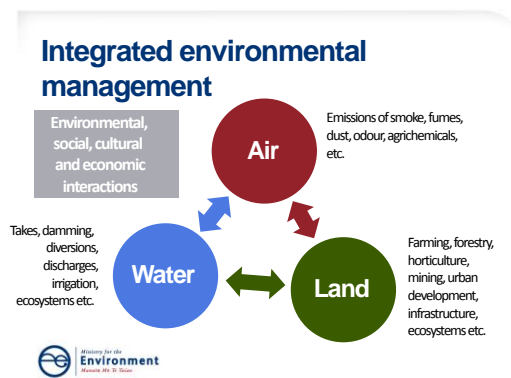 Integrated environmental
management
Environmental,
social, cultural
and economic
interactions
Air
Emissions of smoke, fumes,
dust, odour, agrichemicals,
etc.
Takes, damming,
diversions,
discharges,
irrigation,
ecosystems etc.
Water
Land
Farming, forestry,
horticulture,
mining, urban
development,
infrastructure,
ecosystems etc.
Ministry for the
Environment
Manatū Mō Te Taiao